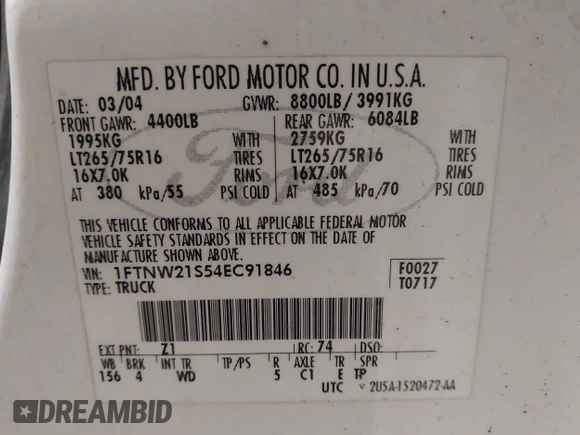 MFD. BY FORD MOTOR CO. IN U.S.A.
DATE: 03/04 GVWR: 8800LB/ 3991KG
FRONT GAWR: 4400LB REAR GAWR: 6084LB
1995KG WITH 2759KG WITH
LT265/75R16 TIRES LT265/75R16 TIRES
16X7.0K RIMS 16X7.0K RIMS
AT 380 kPa/55 PSI COLD AT 485 kPa/70 PSI COLD
THIS VEHICLE CONFORMS TO ALL APPLICABLE FEDERAL MOTOR
VEHICLE SAFETY STANDARDS IN EFFECT ON THE DATE OF
MANUFACTURE SHOWN ABOVE.
VIN: 1FTNW21S54EC91846 F0027
TYPE: TRUCK T0717
EXT PNT: Z1 RC: 74 DSO:
WB BRK INT TR TP/PS R AXLE TR SPR
156 4 WD 5 C1 E TP
UTC 2U5A-1520472-AA
Ford
DREAMBID